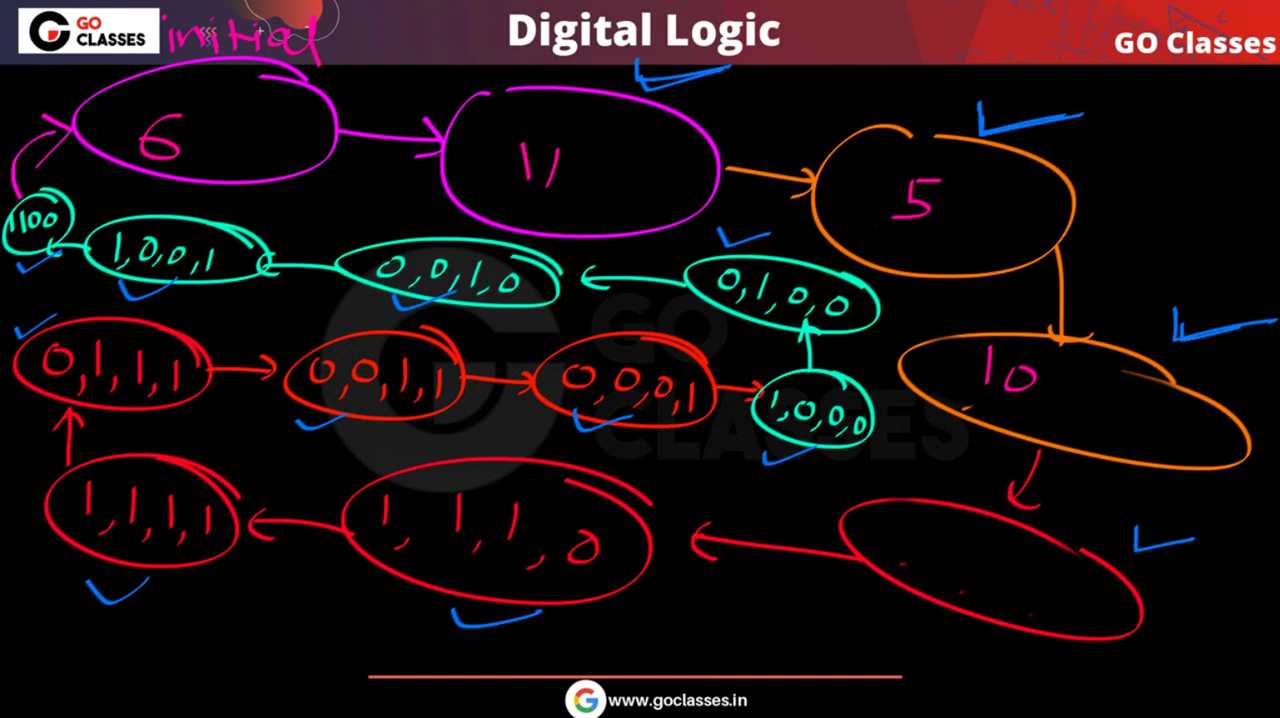 GO CLASSES
initial
Digital Logic
GO Classes
6
11
5
1100
1,0,0,1
0,0,1,0
0,1,0,0
0,1,1,1
0,0,1,1
0,0,0,1
1,0,0,0
10
GO CLASSES
1,1,1,1
1,1,1,0
www.goclasses.in